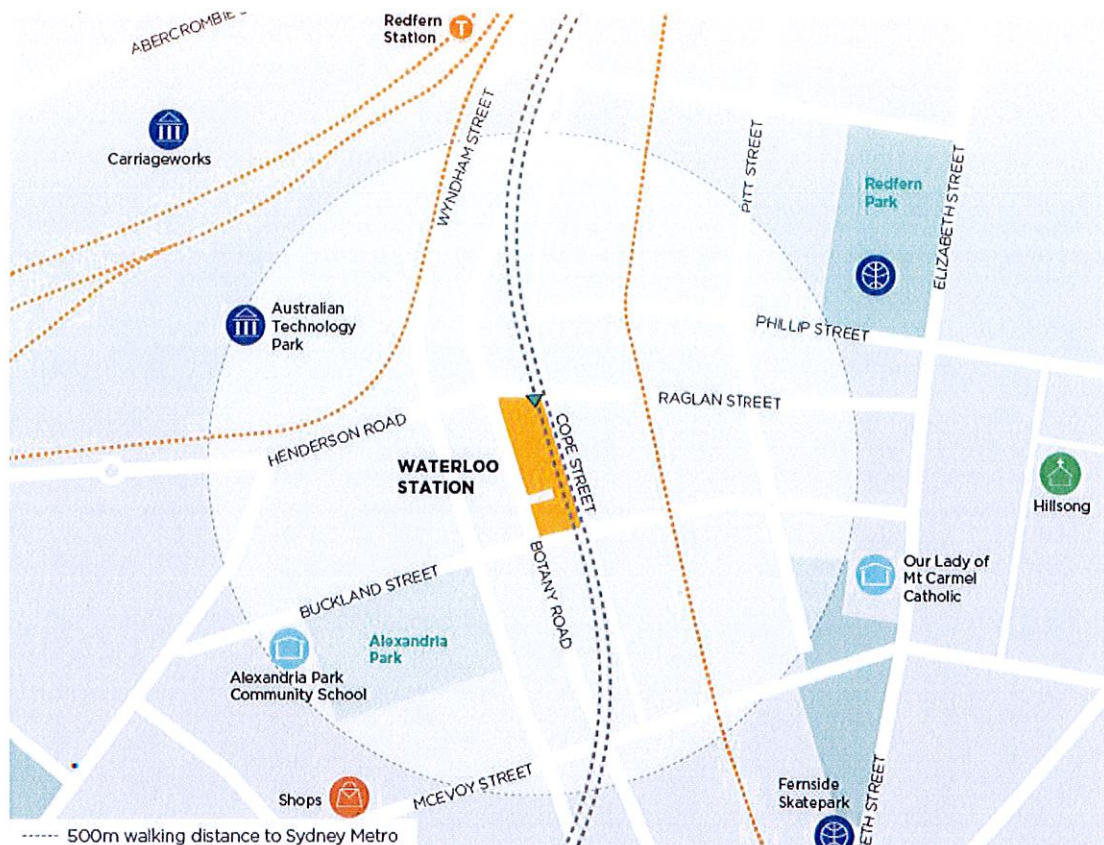 Redfern
Station
T
ABERCROMBIE
Carriageworks
WYNDHAM STREET
PITT STREET
Redfern
Park
ELIZABETH STREET
Australian
Technology
Park
PHILLIP STREET
RAGLAN STREET
HENDERSON ROAD
COPE STREET
WATERLOO
STATION
Hillsong
BOTANY ROAD
BUCKLAND STREET
Our Lady of
Mt Carmel
Catholic
Alexandria
Park
Alexandria Park
Community School
Shops
MCEVOY STREET
Fernside
Skatepark
ETH STREET
500m walking distance to Sydney Metro